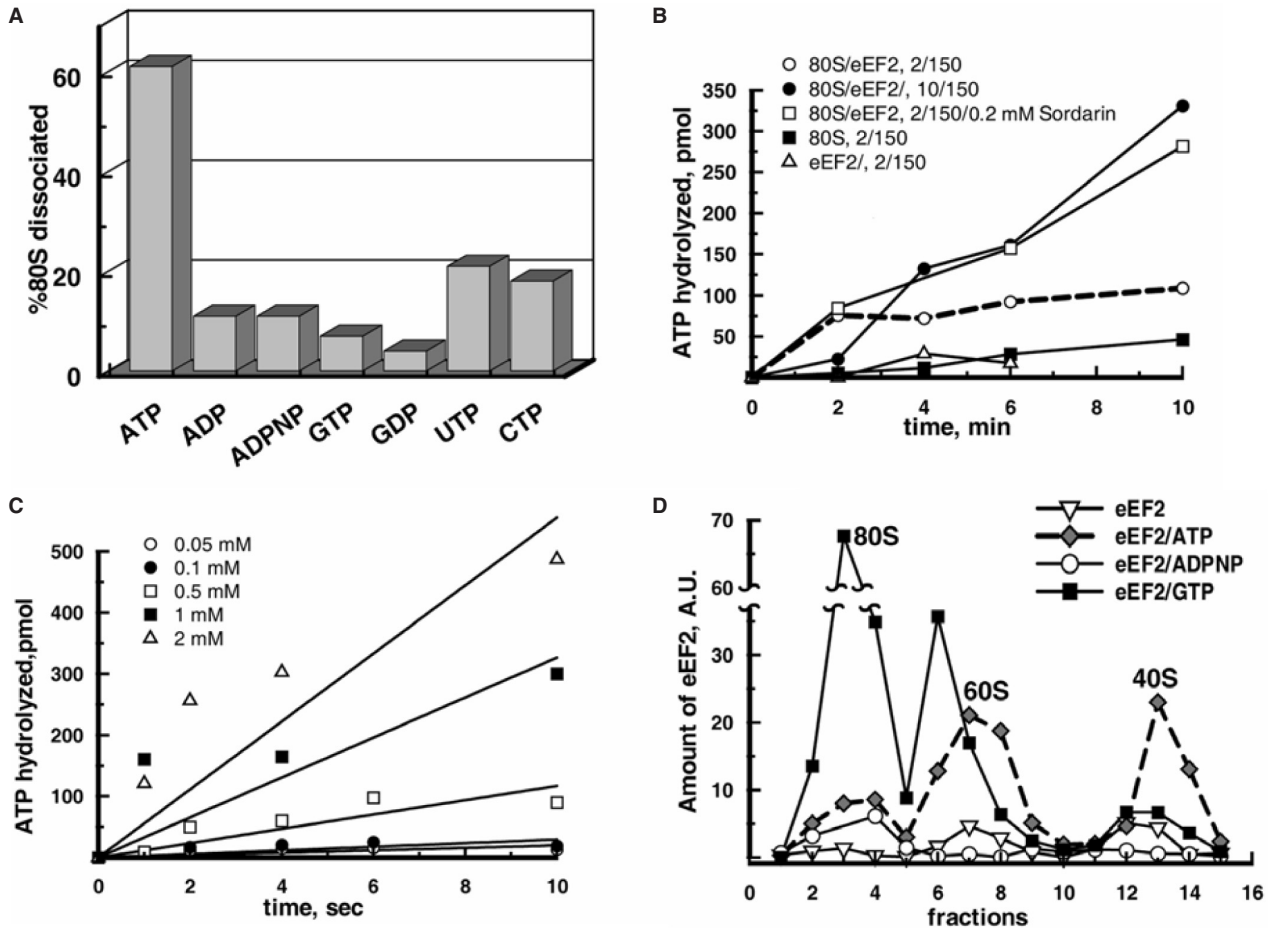 A
%80S dissociated
60
40
20
0
ATP
ADP
ADPNP
GTP
GDP
UTP
CTP
B
80S/eEF2, 2/150
80S/eEF2/, 10/150
80S/eEF2, 2/150/0.2 mM Sordarin
80S, 2/150
eEF2/, 2/150
ATP hydrolyzed, pmol
350
300
250
200
150
100
50
0 2 4 6 8 10
time, min
C
0.05 mM
0.1 mM
0.5 mM
1 mM
2 mM
ATP hydrolyzed,pmol
500
400
300
200
100
0 2 4 6 8 10
time, sec
D
eEF2
eEF2/ATP
eEF2/ADPNP
eEF2/GTP
80S
60S
40S
Amount of eEF2, A.U.
70
60
30
20
10
0 2 4 6 8 10 12 14 16
fractions